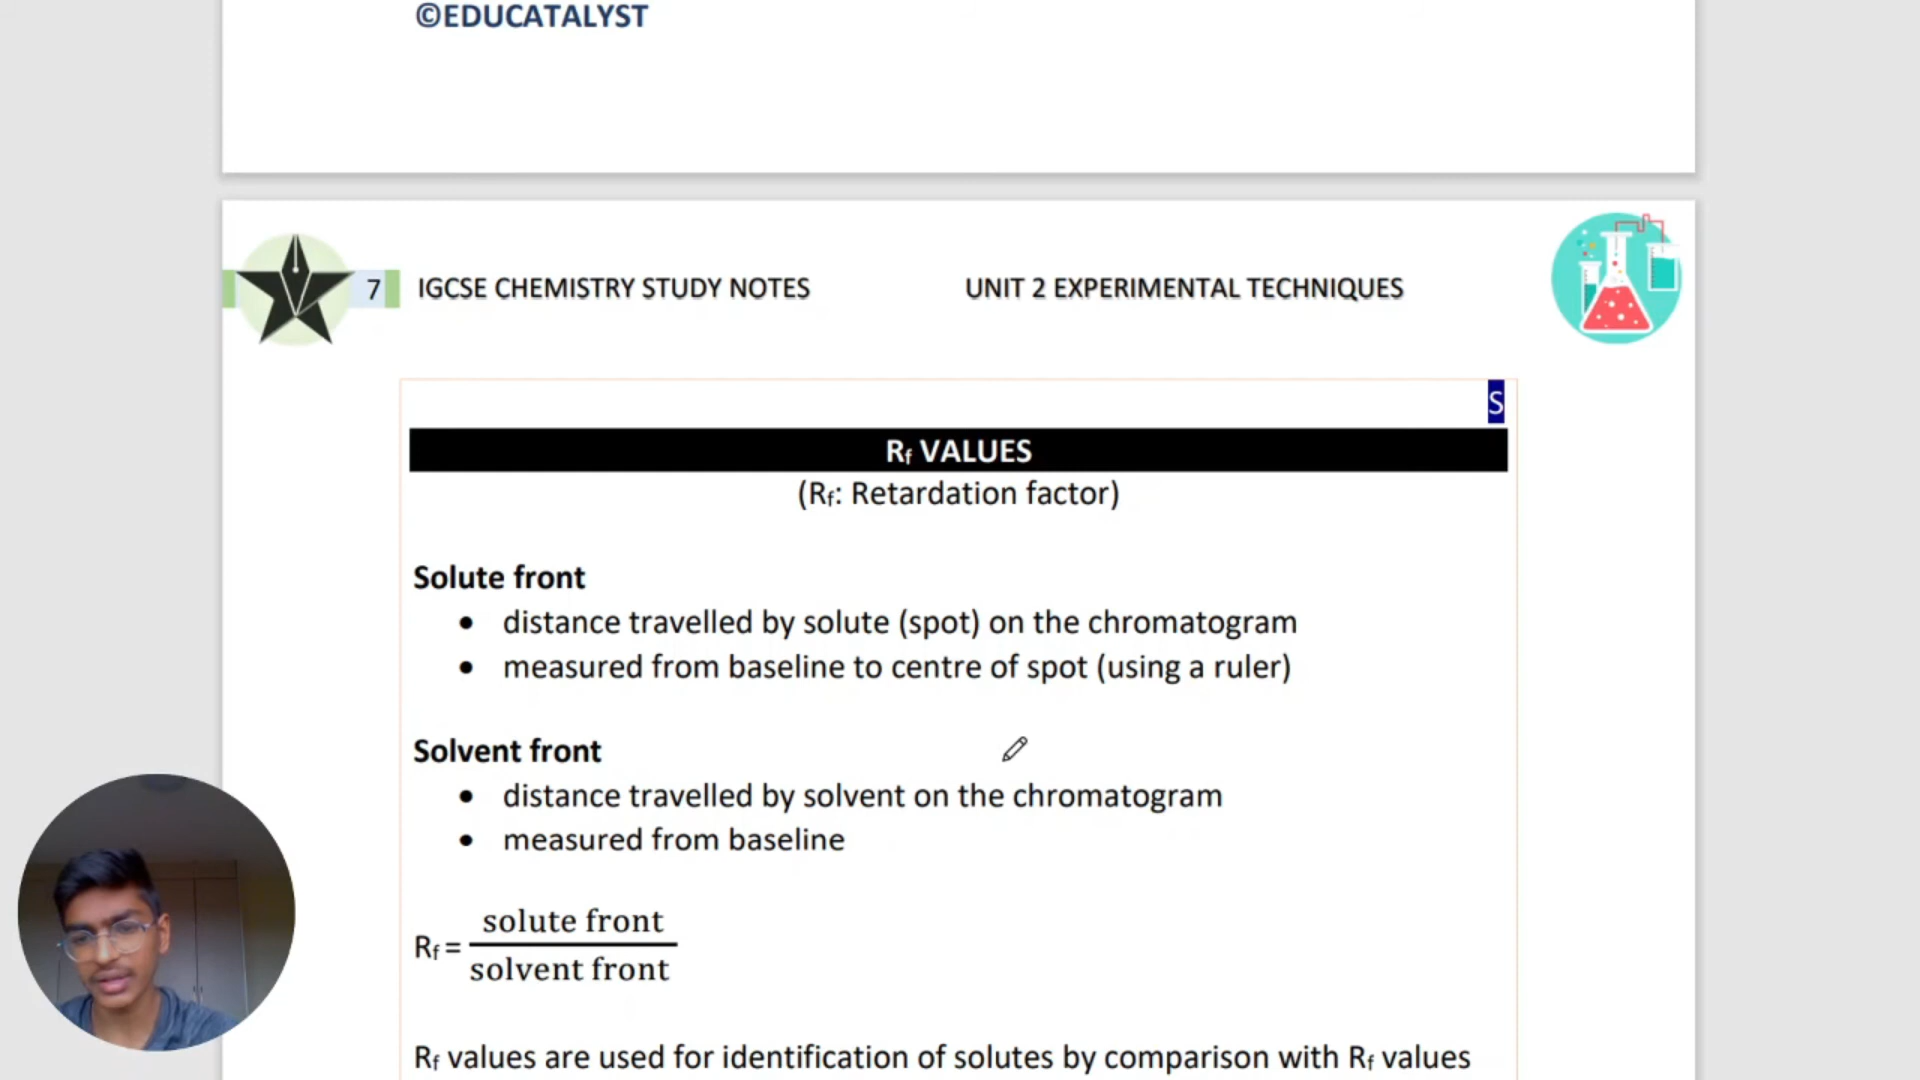 ©EDUCATALYST
7 IGCSE CHEMISTRY STUDY NOTES UNIT 2 EXPERIMENTAL TECHNIQUES
S
Rf VALUES
(Rf: Retardation factor)
Solute front
• distance travelled by solute (spot) on the chromatogram
• measured from baseline to centre of spot (using a ruler)
Solvent front
• distance travelled by solvent on the chromatogram
• measured from baseline
Rf = solute front
solvent front
Rf values are used for identification of solutes by comparison with Rf values